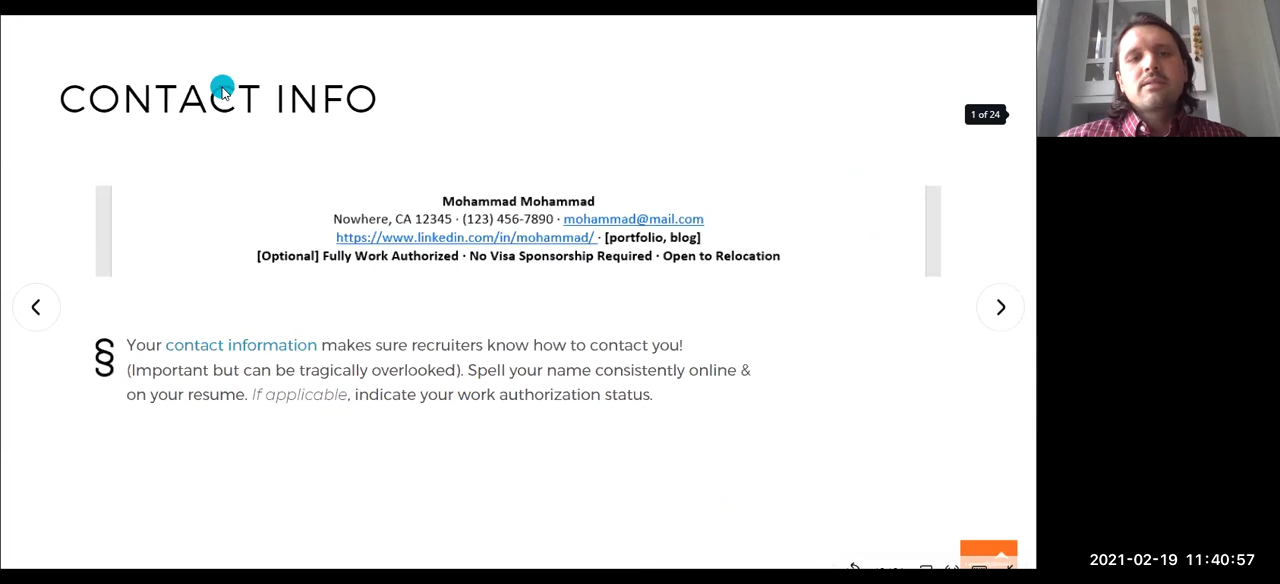 CONTACT INFO
1 of 24
Mohammad Mohammad
Nowhere, CA 12345 · (123) 456-7890 · mohammad@mail.com
https://www.linkedin.com/in/mohammad/ · [portfolio, blog]
[Optional] Fully Work Authorized · No Visa Sponsorship Required · Open to Relocation
§ Your contact information makes sure recruiters know how to contact you!
(Important but can be tragically overlooked). Spell your name consistently online &
on your resume. If applicable, indicate your work authorization status.
2021-02-19 11:40:57